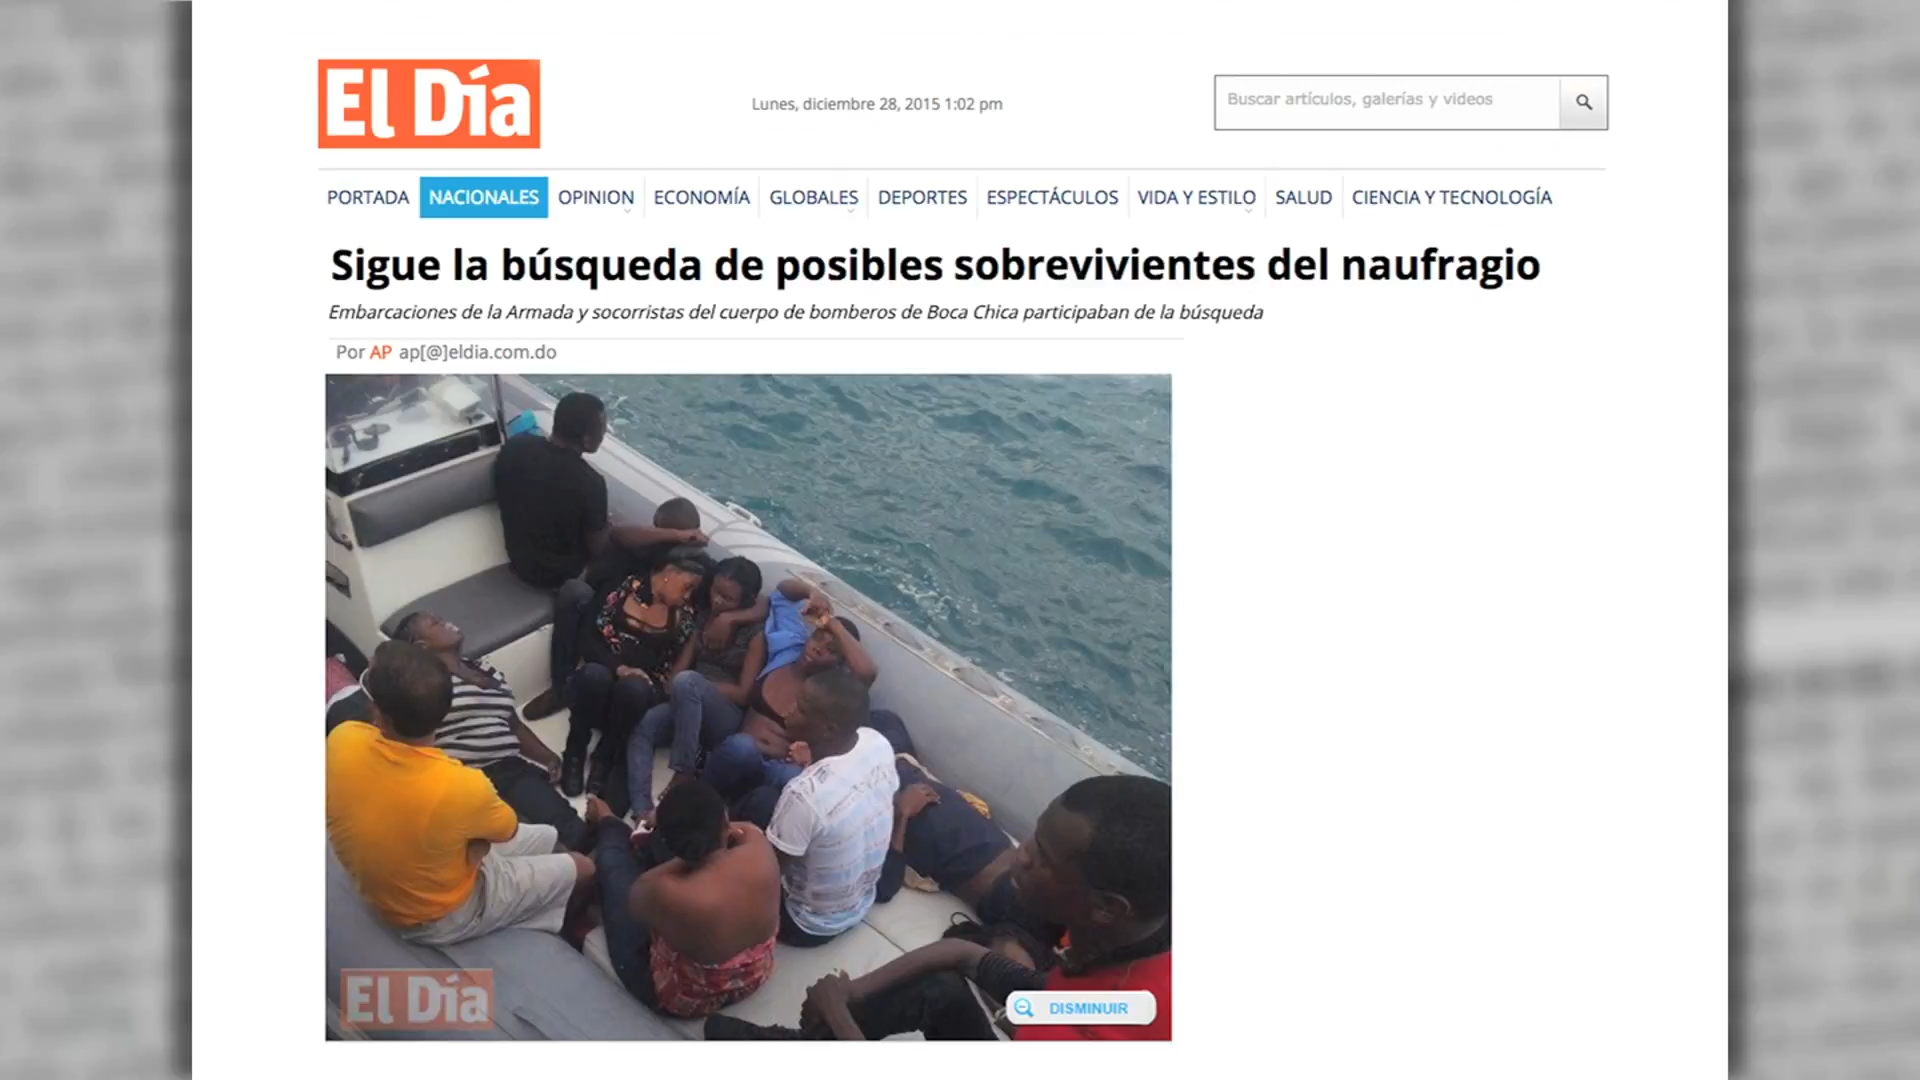 El Día
Lunes, diciembre 28, 2015 1:02 pm
Buscar artículos, galerías y videos
PORTADA NACIONALES OPINION ECONOMÍA GLOBALES DEPORTES ESPECTÁCULOS VIDA Y ESTILO SALUD CIENCIA Y TECNOLOGÍA
Sigue la búsqueda de posibles sobrevivientes del naufragio
Embarcaciones de la Armada y socorristas del cuerpo de bomberos de Boca Chica participaban de la búsqueda
Por AP ap[@]eldia.com.do
El Día
DISMINUIR